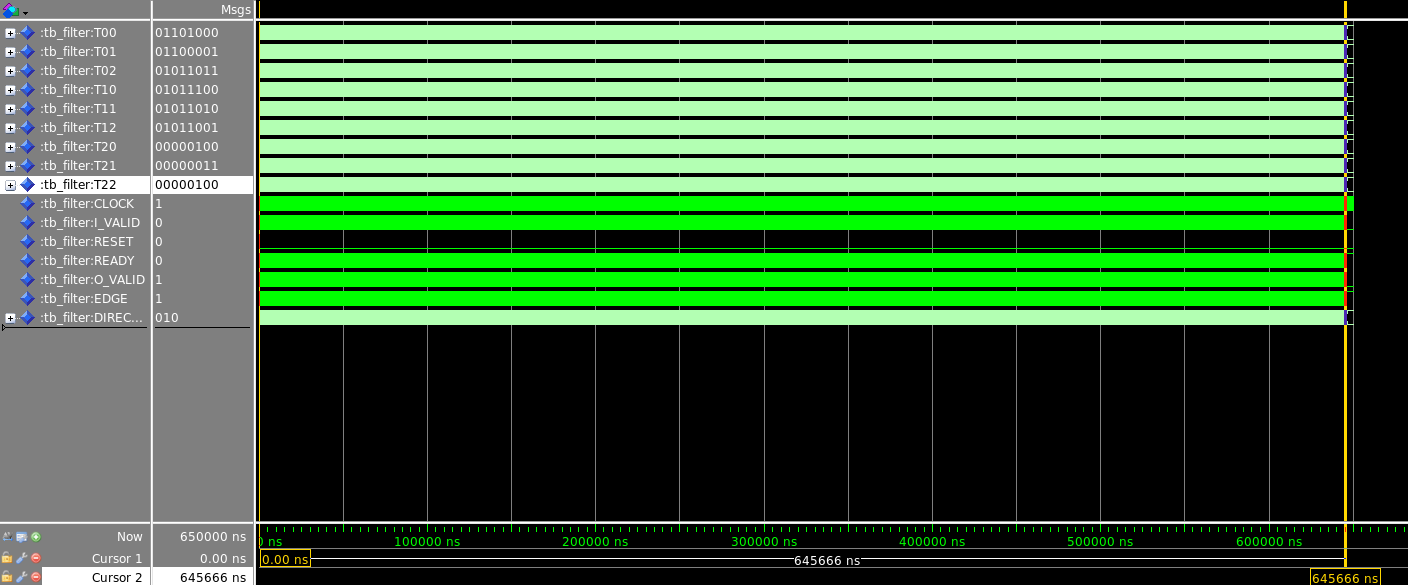 Msgs
:tb_filter:T00 01101000
:tb_filter:T01 01100001
:tb_filter:T02 01011011
:tb_filter:T10 01011100
:tb_filter:T11 01011010
:tb_filter:T12 01011001
:tb_filter:T20 00000100
:tb_filter:T21 00000011
:tb_filter:T22 00000100
:tb_filter:CLOCK 1
:tb_filter:I_VALID 0
:tb_filter:RESET 0
:tb_filter:READY 0
:tb_filter:O_VALID 1
:tb_filter:EDGE 1
:tb_filter:DIREC... 010
Now 650000 ns
ns 100000 ns 200000 ns 300000 ns 400000 ns 500000 ns 600000 ns
Cursor 1 0.00 ns
0.00 ns 645666 ns
Cursor 2 645666 ns
645666 ns